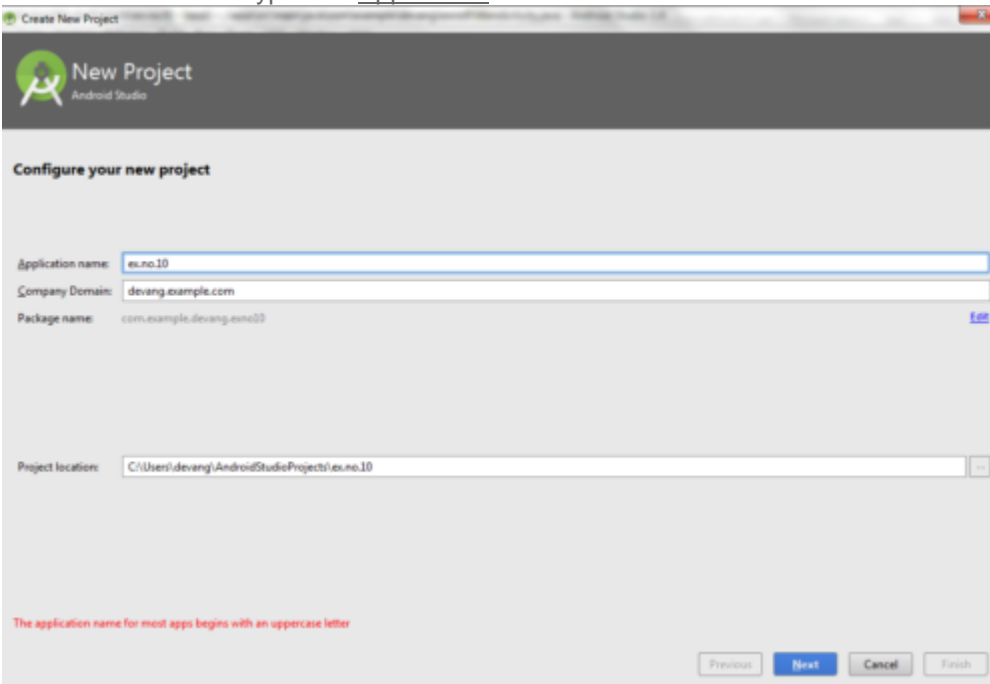 Create New Project
New Project
Android Studio
Configure your new project
Application name: ex.no.10
Company Domain: devang.example.com
Package name: com.example.devang.exno10 Edit
Project location: C:\Users\devang\AndroidStudioProjects\ex.no.10 ...
The application name for most apps begins with an uppercase letter
Previous Next Cancel Finish